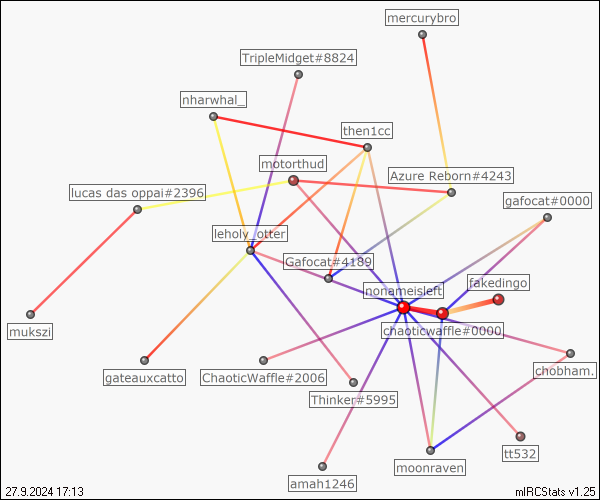 mercurybro
TripleMidget#8824
nharwhal_
then1cc
motorthud
Azure Reborn#4243
lucas das oppai#2396
gafocat#0000
leholy_otter
Gafocat#4189
fakedingo
nonameisleft
chaoticwaffle#0000
mukszi
chobham.
gateauxcatto
ChaoticWaffle#2006
Thinker#5995
tt532
moonraven
amah1246
27.9.2024 17:13
mIRCStats v1.25